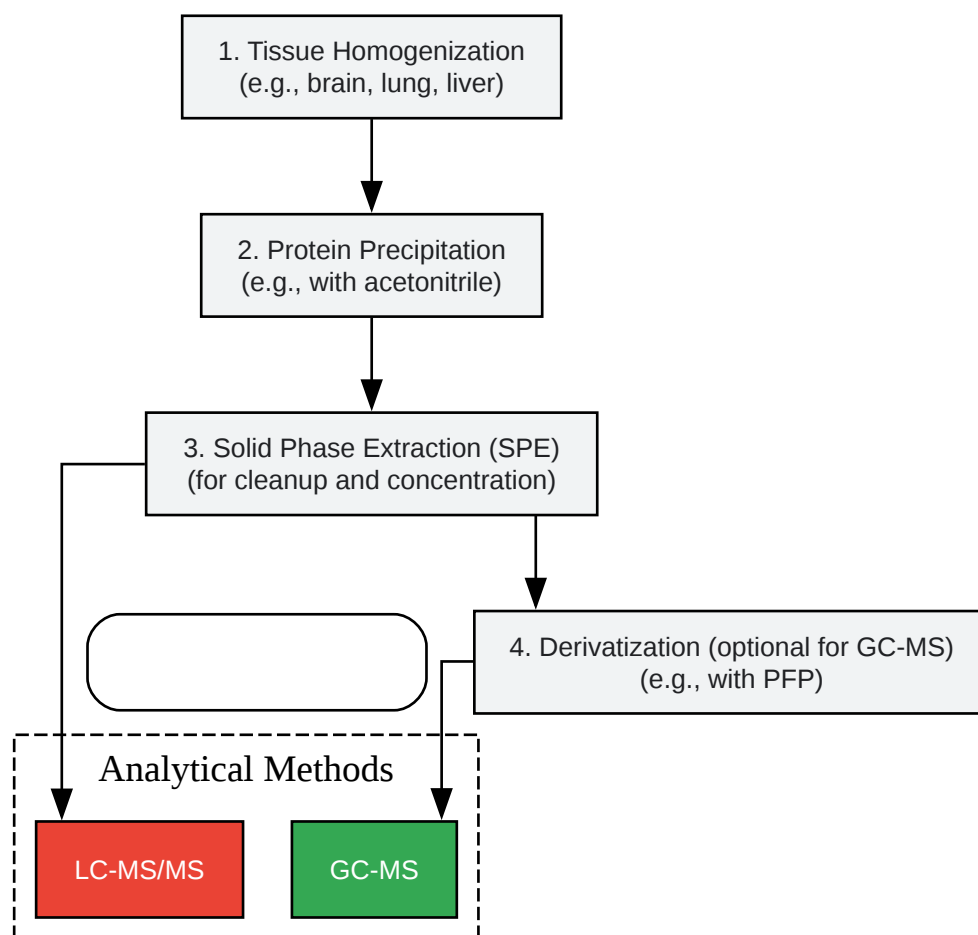 1. Tissue Homogenization
(e.g., brain, lung, liver)
2. Protein Precipitation
(e.g., with acetonitrile)
3. Solid Phase Extraction (SPE)
(for cleanup and concentration)
4. Derivatization (optional for GC-MS)
(e.g., with PFP)
Analytical Methods
LC-MS/MS
GC-MS